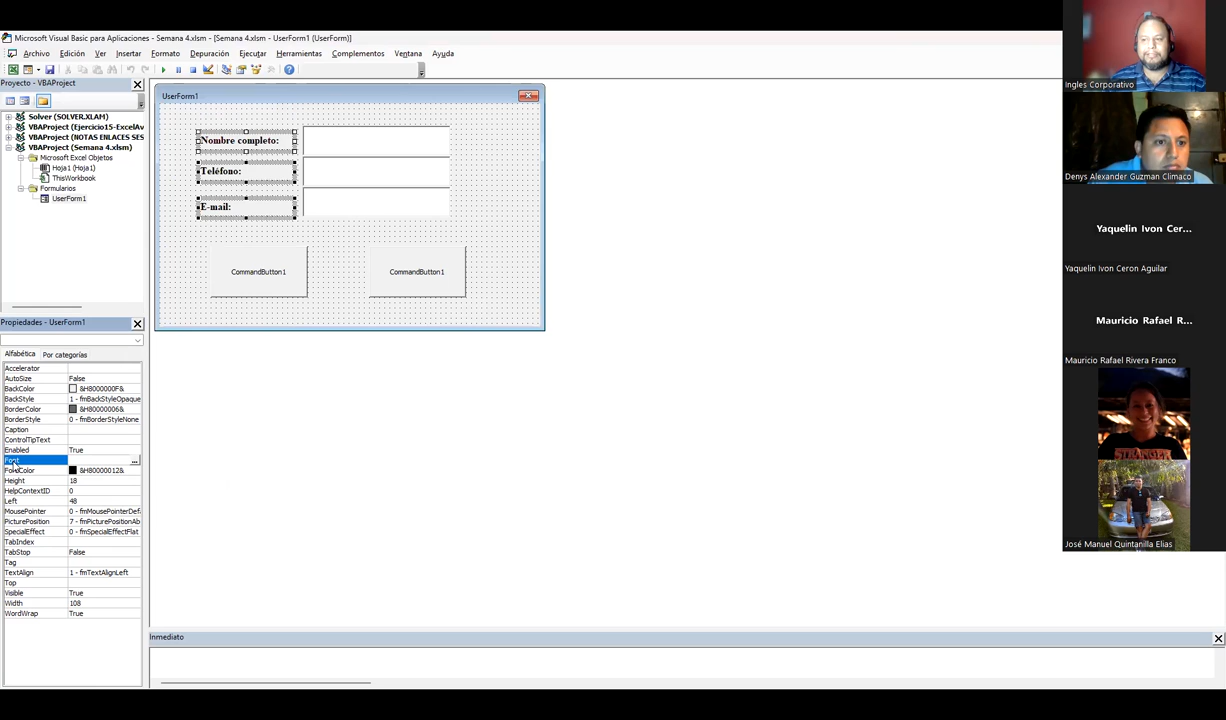 Microsoft Visual Basic para Aplicaciones - Semana 4.xlsm - [Semana 4.xlsm - UserForm1 (UserForm)]
Archivo Edición Ver Insertar Formato Depuración Ejecutar Herramientas Complementos Ventana Ayuda
Proyecto - VBAProject
Solver (SOLVER.XLAM)
VBAProject (Ejercicio15-ExcelAv
VBAProject (NOTAS ENLACES SES
VBAProject (Semana 4.xlsm)
Microsoft Excel Objetos
Hoja1 (Hoja1)
ThisWorkbook
Formularios
UserForm1
Propiedades - UserForm1
Alfabética Por categorías
Accelerator
AutoSize False
BackColor &H8000000F&
BackStyle 1 - fmBackStyleOpaque
BorderColor &H80000006&
BorderStyle 0 - fmBorderStyleNone
Caption
ControlTipText
Enabled True
Font ...
ForeColor &H80000012&
Height 18
HelpContextID 0
Left 48
MousePointer 0 - fmMousePointerDef
PicturePosition 7 - fmPicturePositionAb
SpecialEffect 0 - fmSpecialEffectFlat
TabIndex
TabStop False
Tag
TextAlign 1 - fmTextAlignLeft
Top
Visible True
Width 108
WordWrap True
UserForm1
Nombre completo:
Teléfono:
E-mail:
CommandButton1 CommandButton1
Inmediato
Ingles Corporativo
Denys Alexander Guzman Climaco
Yaquelin Ivon Cer...
Yaquelin Ivon Ceron Aguilar
Mauricio Rafael R...
Mauricio Rafael Rivera Franco
STRANGER
José Manuel Quintanilla Elias